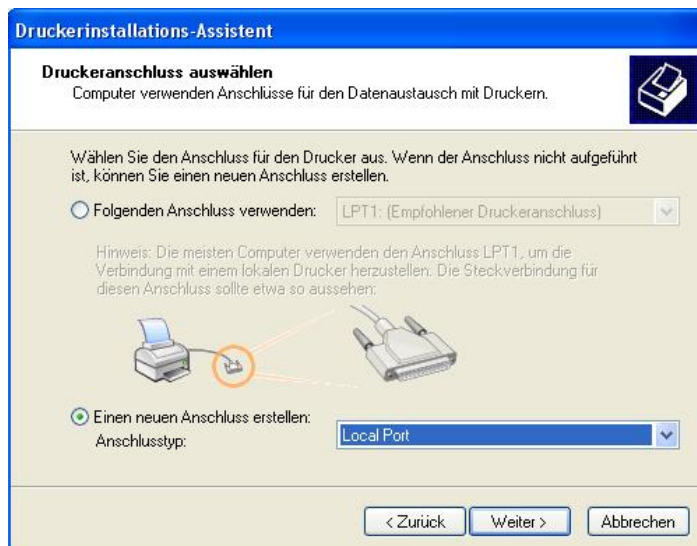 Druckerinstallations-Assistent
Druckeranschluss auswählen
Computer verwenden Anschlüsse für den Datenaustausch mit Druckern.
Wählen Sie den Anschluss für den Drucker aus. Wenn der Anschluss nicht aufgeführt
ist, können Sie einen neuen Anschluss erstellen.
Folgenden Anschluss verwenden: LPT1: (Empfohlener Druckeranschluss)
Hinweis: Die meisten Computer verwenden den Anschluss LPT1, um die
Verbindung mit einem lokalen Drucker herzustellen. Die Steckverbindung für
diesen Anschluss sollte etwa so aussehen:
Einen neuen Anschluss erstellen:
Anschlusstyp: Local Port
< Zurück Weiter > Abbrechen